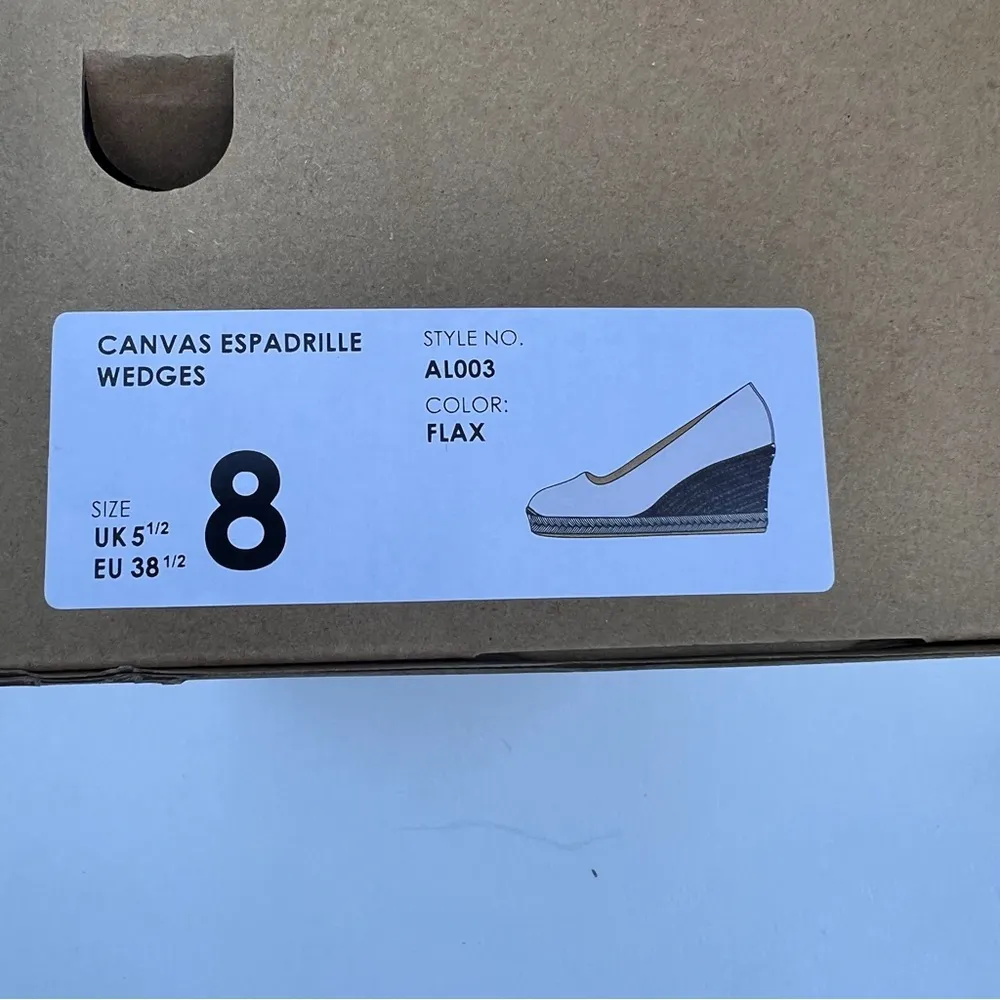 CANVAS ESPADRILLE
WEDGES
STYLE NO.
AL003
COLOR:
FLAX
SIZE
UK 5 1/2
EU 38 1/2
8